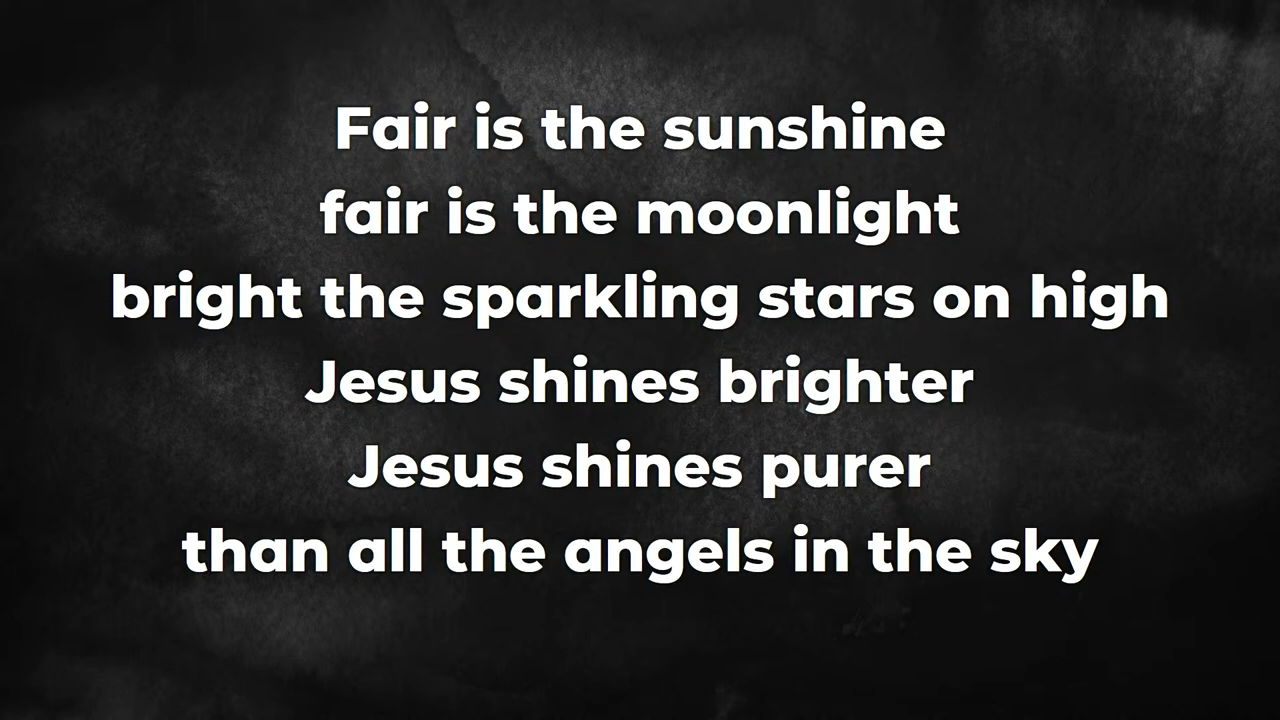 Fair is the sunshine
fair is the moonlight
bright the sparkling stars on high
Jesus shines brighter
Jesus shines purer
than all the angels in the sky